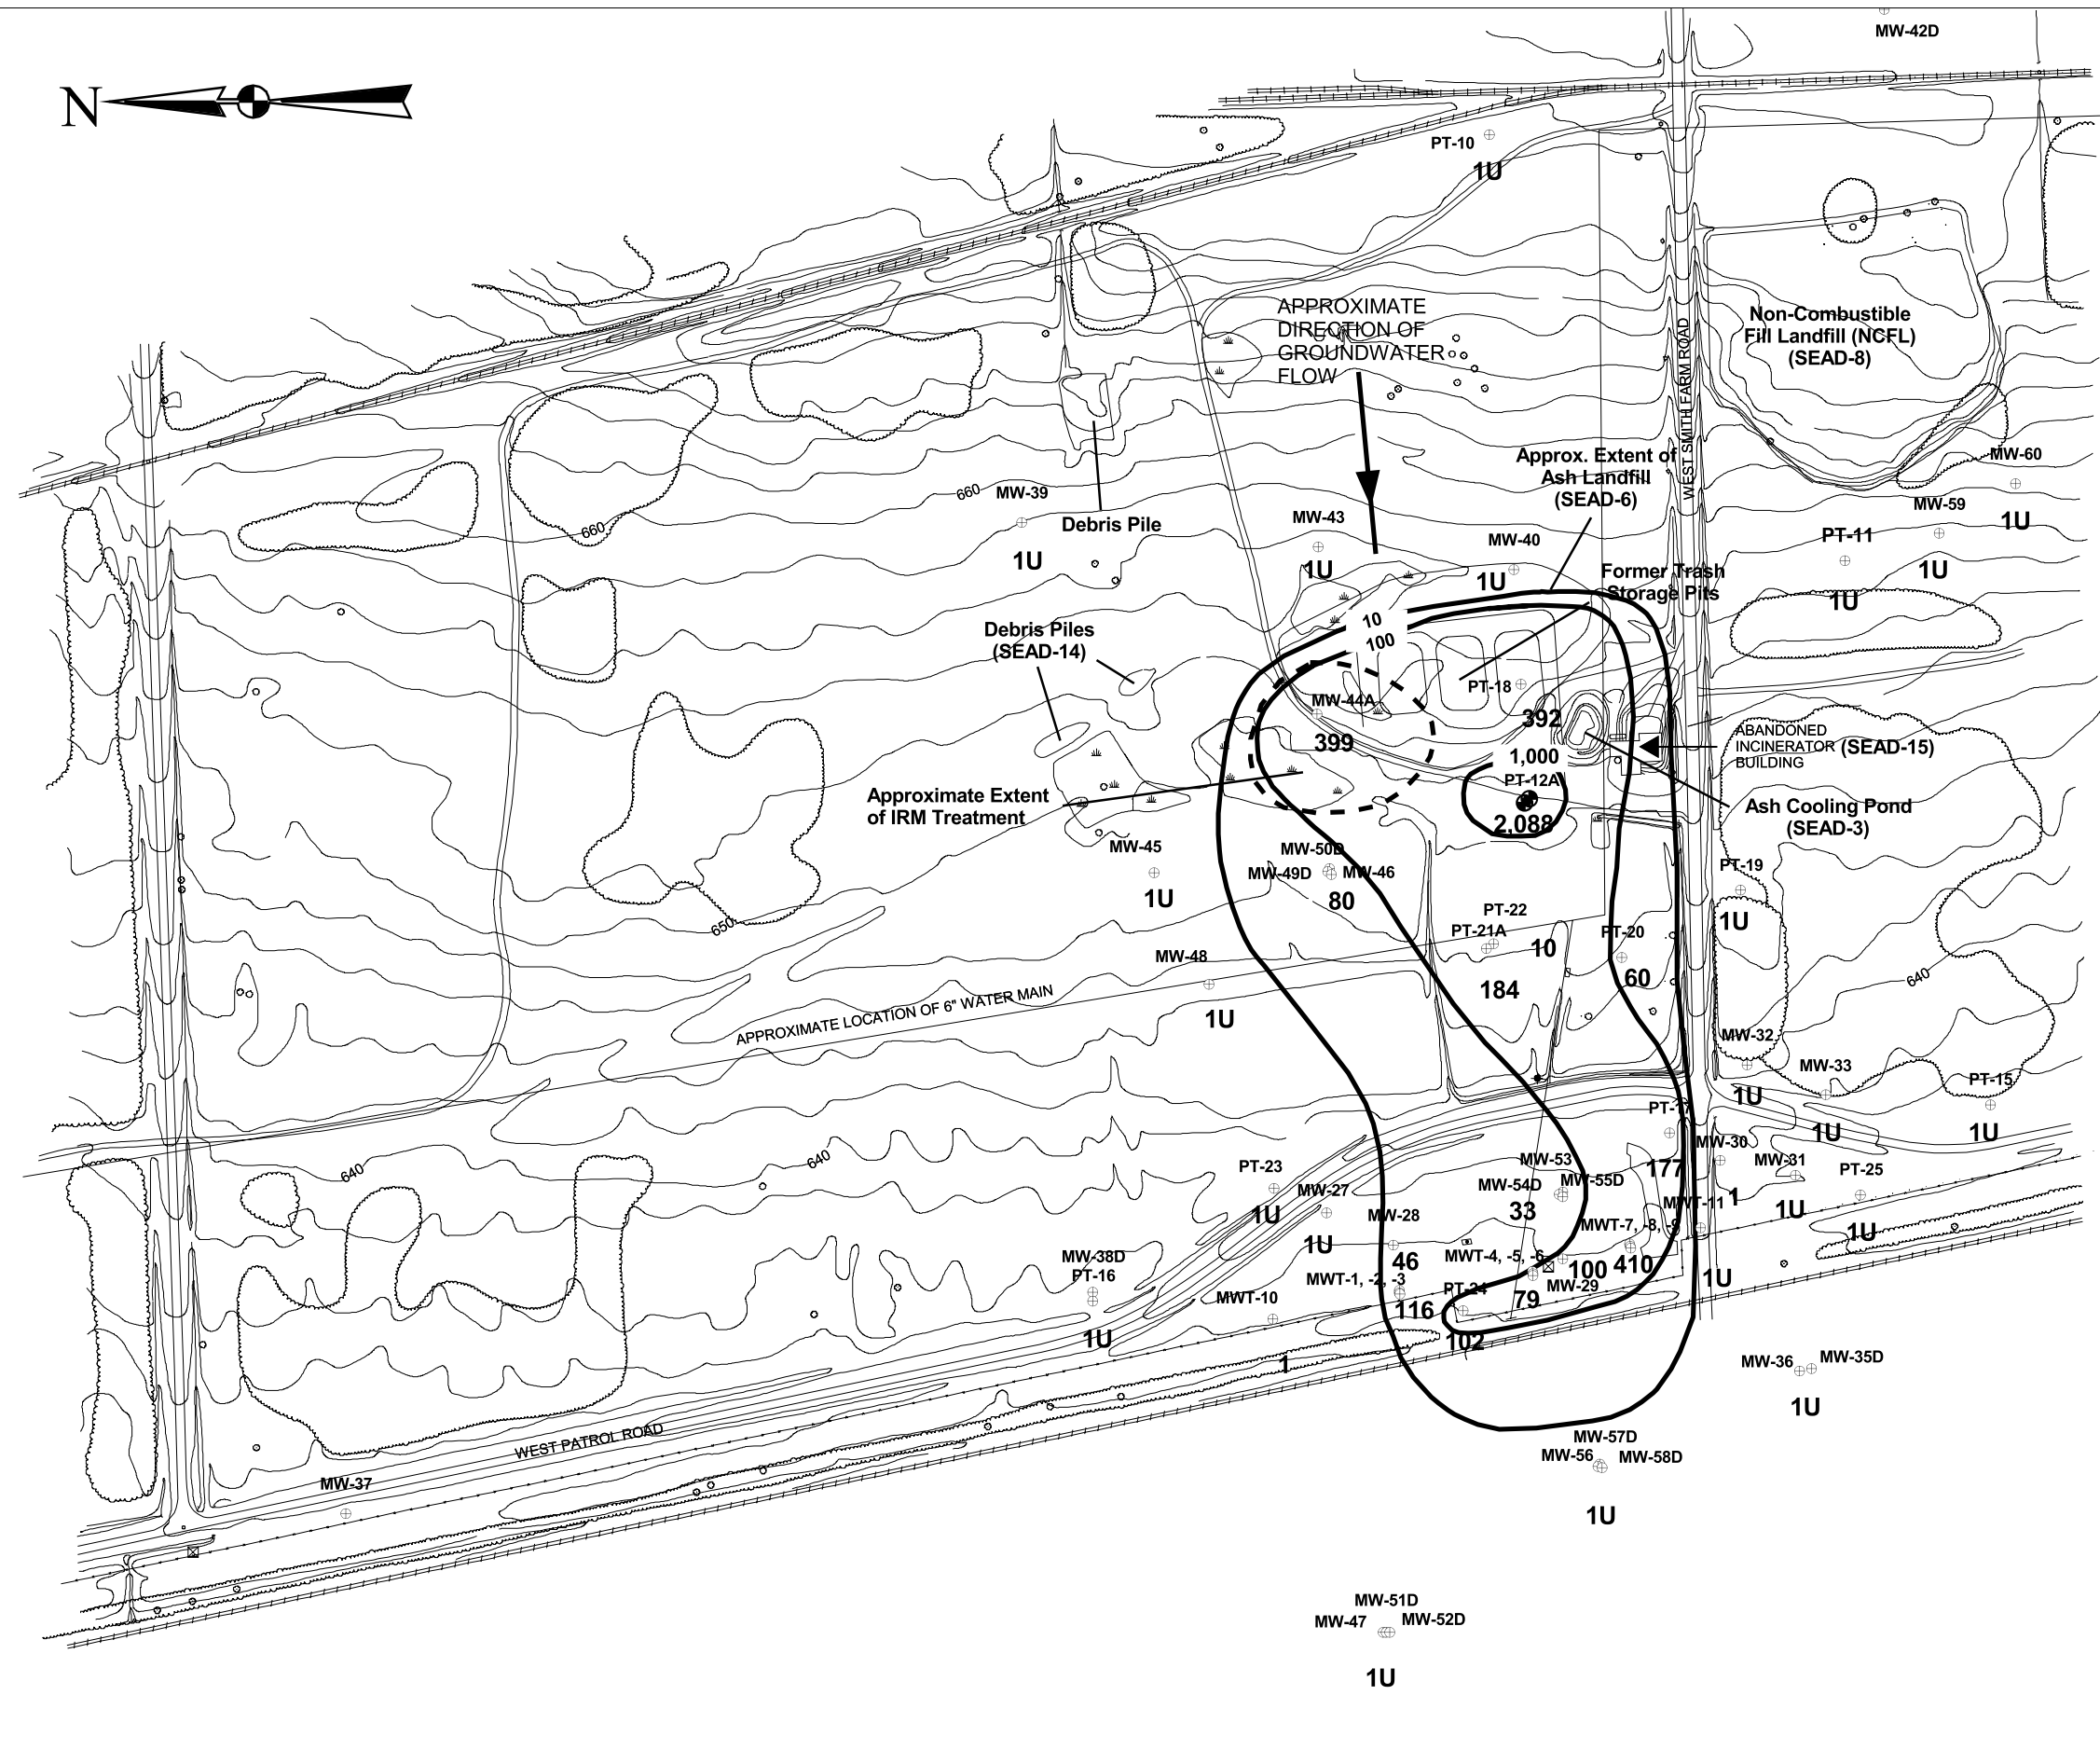 MW-42D
N
PT-10
1U
APPROXIMATE
DIRECTION OF
GROUNDWATER
FLOW
WEST SMITH FARM ROAD
Non-Combustible
Fill Landfill (NCFL)
(SEAD-8)
Approx. Extent of
Ash Landfill
(SEAD-6)
MW-60
1U
MW-59
1U
PT-11
1U
660
MW-39
1U
660
Debris Pile
MW-43
1U
MW-40
1U
Former Trash
Storage Pits
10
100
Debris Piles
(SEAD-14)
MW-44A
399
PT-18
392
1,000
PT-12A
2,088
ABANDONED
INCINERATOR (SEAD-15)
BUILDING
Ash Cooling Pond
(SEAD-3)
Approximate Extent
of IRM Treatment
MW-45
1U
MW-50D
MW-49D
MW-46
80
PT-19
1U
650
PT-22
PT-21A
10
184
PT-20
60
MW-48
1U
640
APPROXIMATE LOCATION OF 6" WATER MAIN
MW-32
1U
MW-33
1U
PT-15
1U
PT-17
177
MW-30
1
MW-31
1U
PT-25
1U
640
640
PT-23
1U
MW-27
1U
MW-28
46
MW-53
MW-54D
MW-55D
33
MWT-11
1U
MWT-7, -8, -9
410
MWT-4, -5, -6
100
MW-29
79
MW-38D
PT-16
1U
MWT-1, -2, -3
116
MWT-10
1
PT-24
102
MW-36
MW-35D
1U
WEST PATROL ROAD
MW-37
MW-57D
MW-56
MW-58D
1U
MW-51D
MW-47
MW-52D
1U